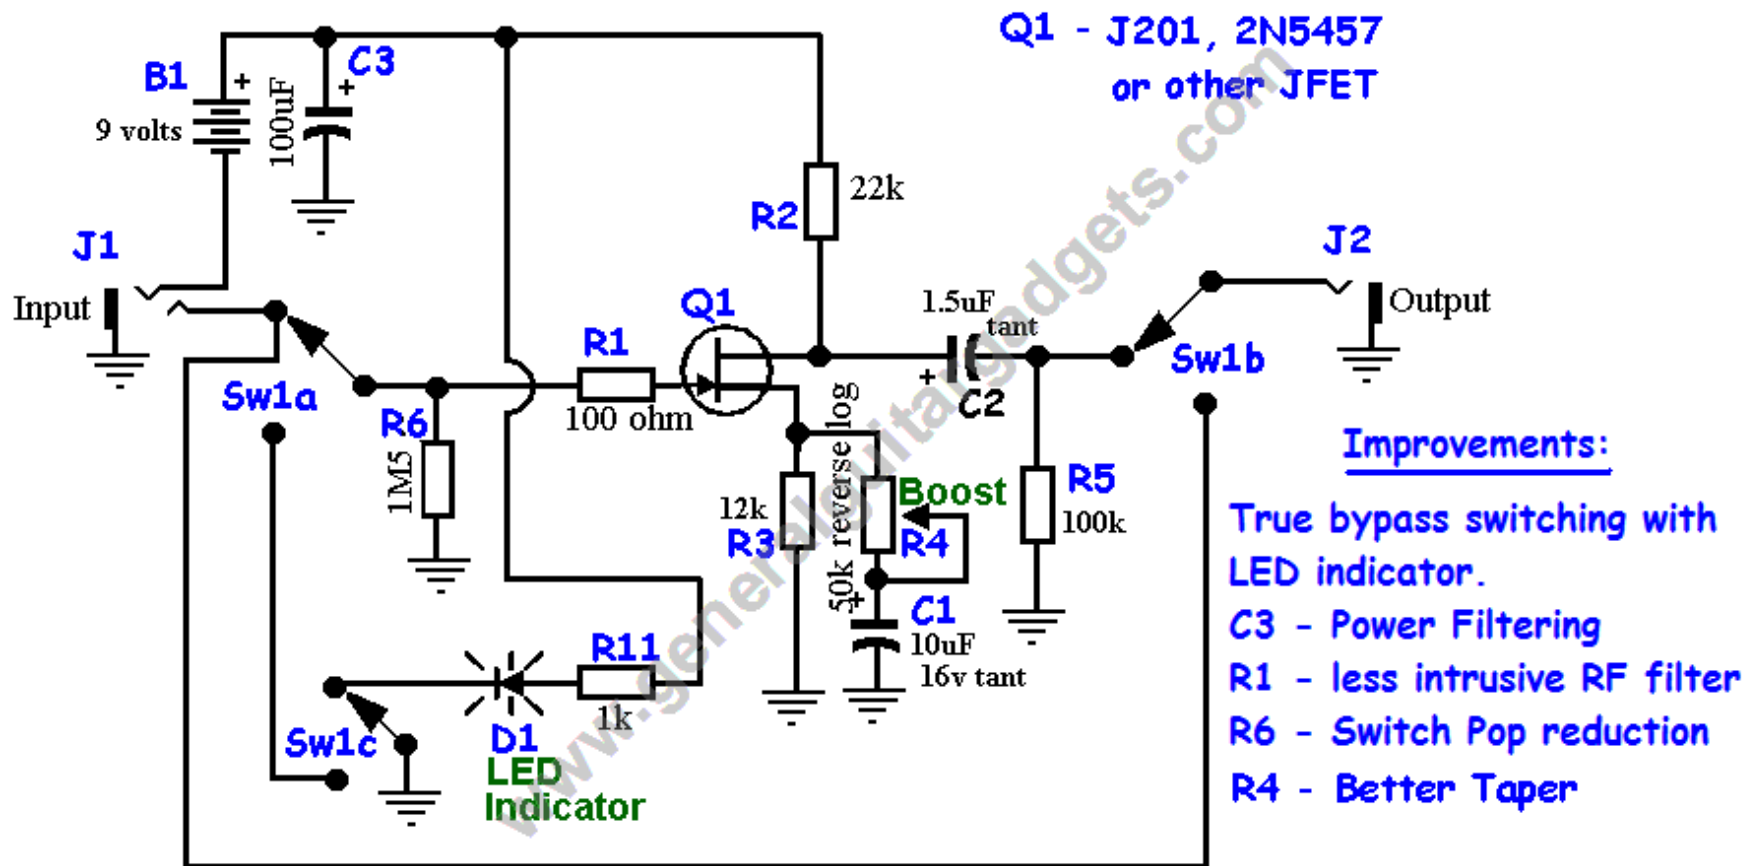 Q1 - J201, 2N5457
or other JFET
B1
+
9 volts
C3
+
100uF
R2
22k
J1
Input
J2
Output
Q1
R1
100 ohm
1.5uF
tant
+
C2
Sw1a
Sw1b
R6
1M5
12k
R3
50k reverse log
Boost
R4
R5
100k
+
C1
10uF
16v tant
R11
1k
D1
LED
Indicator
Sw1c
Improvements:
True bypass switching with
LED indicator.
C3 - Power Filtering
R1 - less intrusive RF filter
R6 - Switch Pop reduction
R4 - Better Taper
www.generalguitargadgets.com